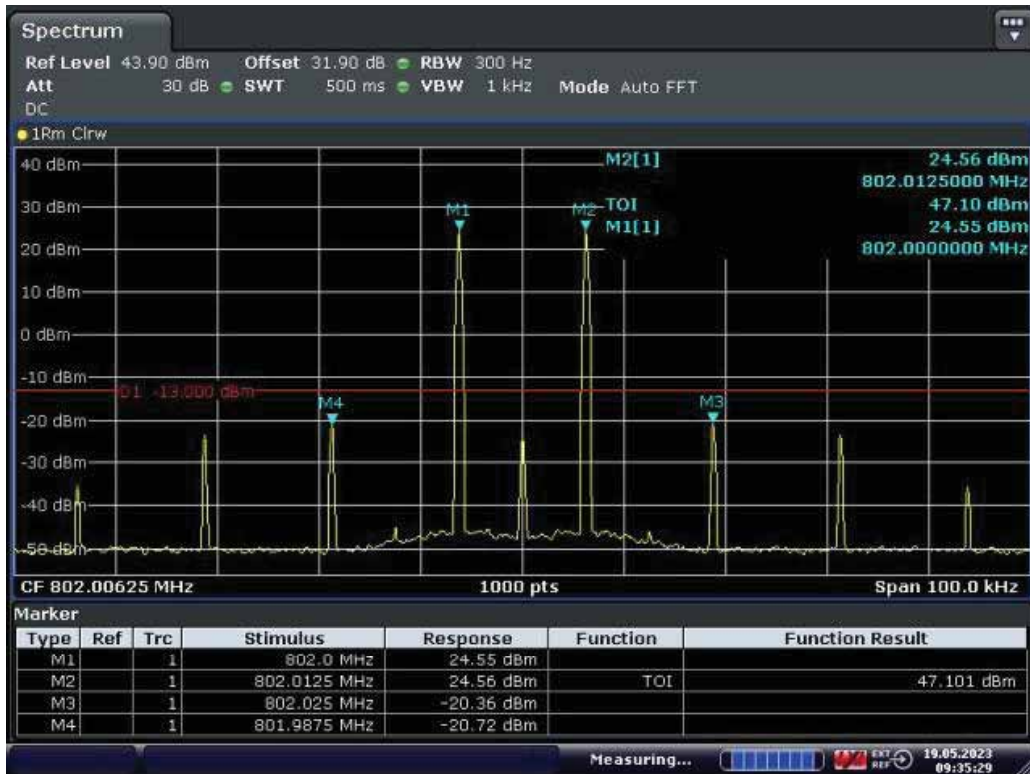 Spectrum
Ref Level 43.90 dBm Offset 31.90 dB RBW 300 Hz
Att 30 dB SWT 500 ms VBW 1 kHz Mode Auto FFT
DC
1Rm Clrw
40 dBm M2[1] 24.56 dBm
802.0125000 MHz
30 dBm M1 M2 TOI 47.10 dBm
M1[1] 24.55 dBm
20 dBm 802.0000000 MHz
10 dBm
0 dBm
-10 dBm
D1 -13.000 dBm
M4 M3
-20 dBm
-30 dBm
-40 dBm
-50 dBm
CF 802.00625 MHz 1000 pts Span 100.0 kHz
Marker
Type Ref Trc Stimulus Response Function Function Result
M1 1 802.0 MHz 24.55 dBm
M2 1 802.0125 MHz 24.56 dBm TOI 47.101 dBm
M3 1 802.025 MHz -20.36 dBm
M4 1 801.9875 MHz -20.72 dBm
Measuring... EXT REF 19.05.2023
09:35:29